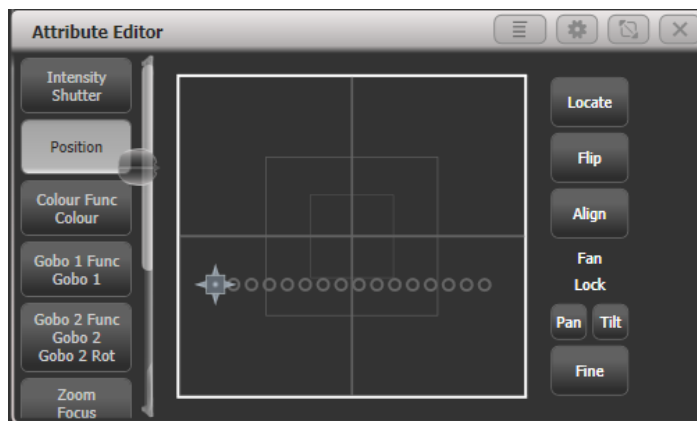 Attribute Editor
Intensity
Shutter
Position
Colour Func
Colour
Gobo 1 Func
Gobo 1
Gobo 2 Func
Gobo 2
Gobo 2 Rot
Zoom
Focus
Locate
Flip
Align
Fan
Lock
Pan Tilt
Fine